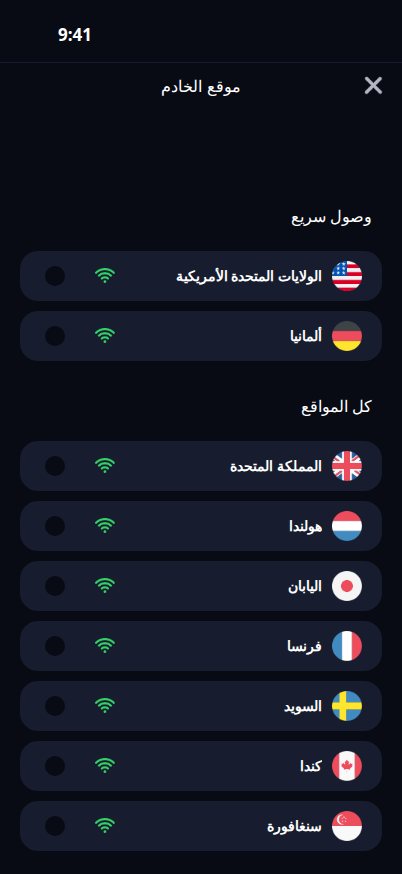 9:41
موقع الخادم
وصول سريع
الولايات المتحدة الأمريكية
ألمانيا
كل المواقع
المملكة المتحدة
هولندا
اليابان
فرنسا
السويد
كندا
سنغافورة